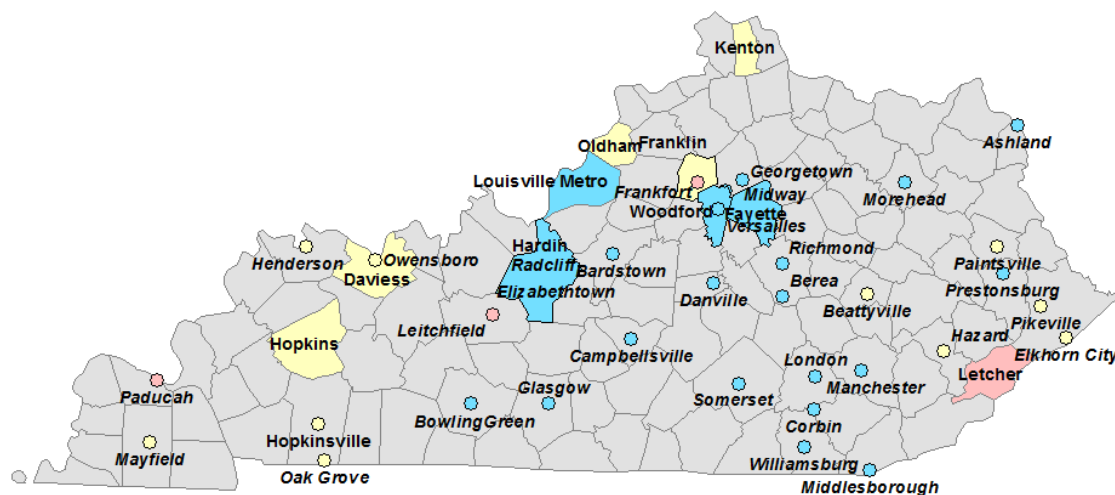 Kenton
Ashland
Oldham
Franklin
Georgetown
Louisville Metro
Frankfort
Midway
Morehead
Woodford
Fayette
Versailles
Hardin
Richmond
Henderson
Owensboro
Radcliff
Bardstown
Paintsville
Daviess
Berea
Elizabethtown
Danville
Prestonsburg
Beattyville
Leitchfield
Pikeville
Hopkins
Hazard
Campbellsville
London
Elkhorn City
Letcher
Paducah
Glasgow
Somerset
Manchester
BowlingGreen
Corbin
Hopkinsville
Mayfield
Williamsburg
Oak Grove
Middlesborough